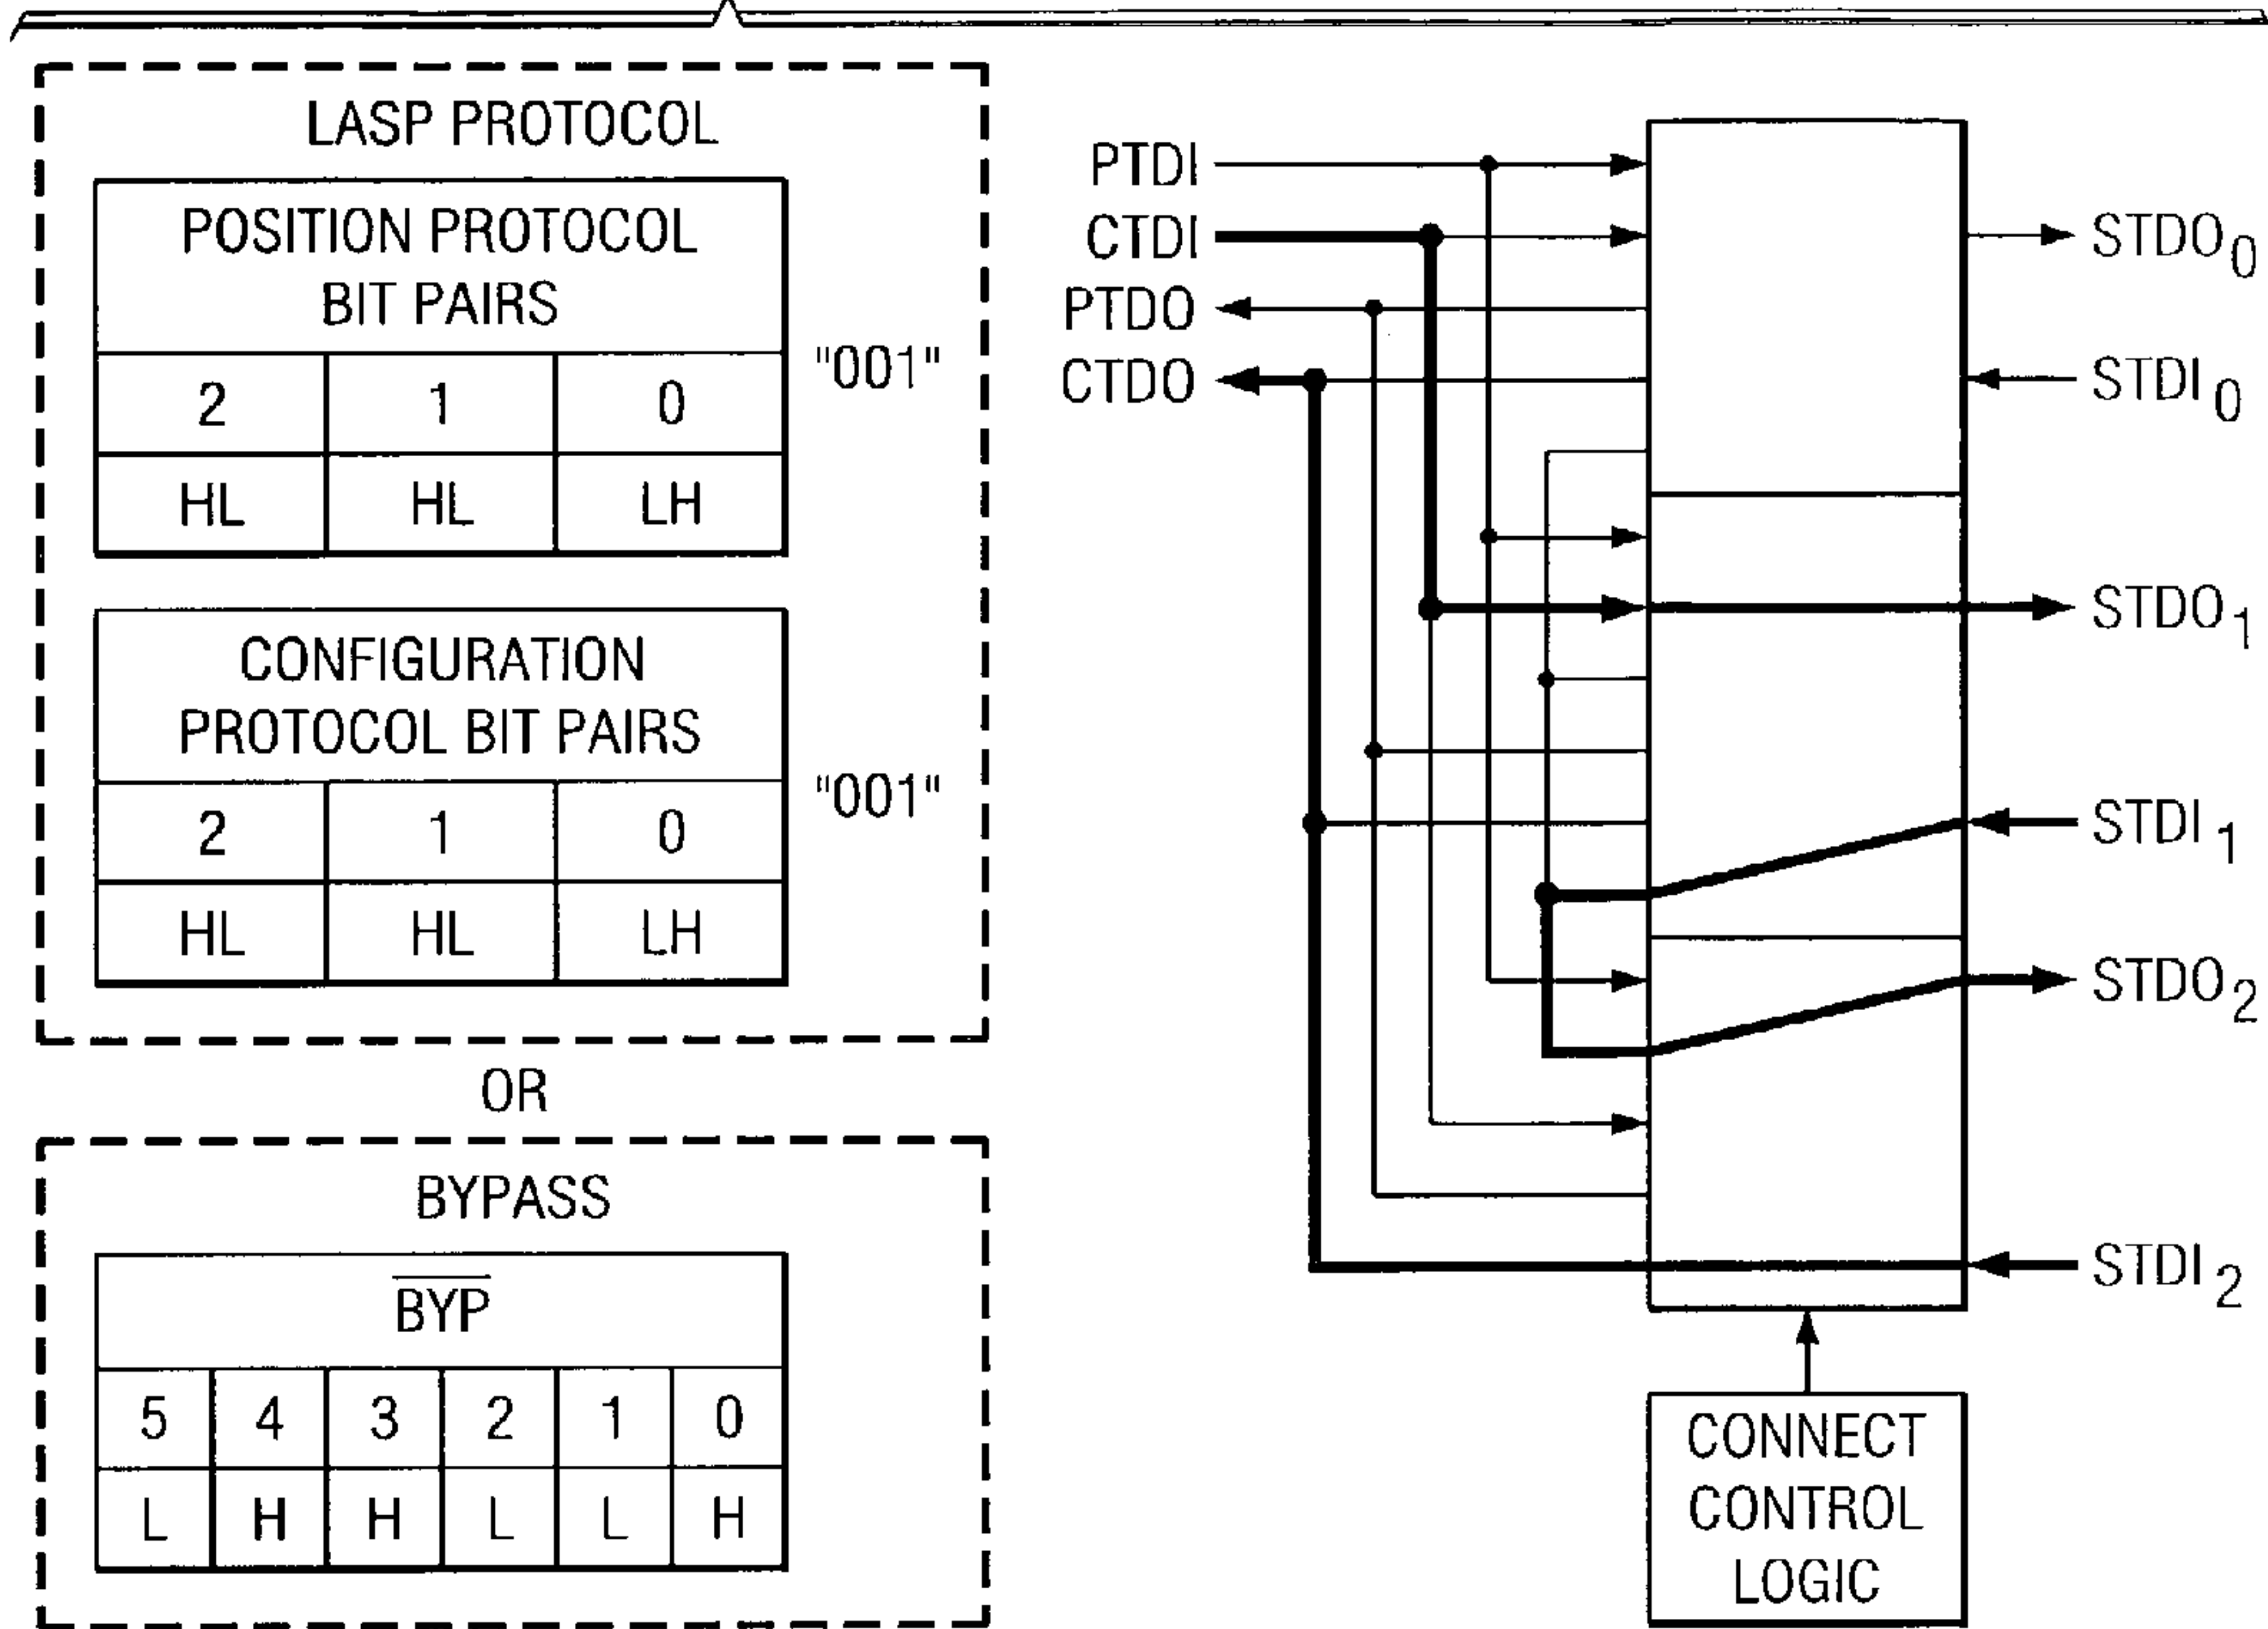 LASP PROTOCOL
POSITION PROTOCOL
BIT PAIRS
2 1 0
HL HL LH
"001"
CONFIGURATION
PROTOCOL BIT PAIRS
2 1 0
HL HL LH
"001"
OR
BYPASS
BYP
5 4 3 2 1 0
L H H L L H
PTDI
CTDI
PTDO
CTDO
STDO0
STDI0
STDO1
STDI1
STDO2
STDI2
CONNECT
CONTROL
LOGIC